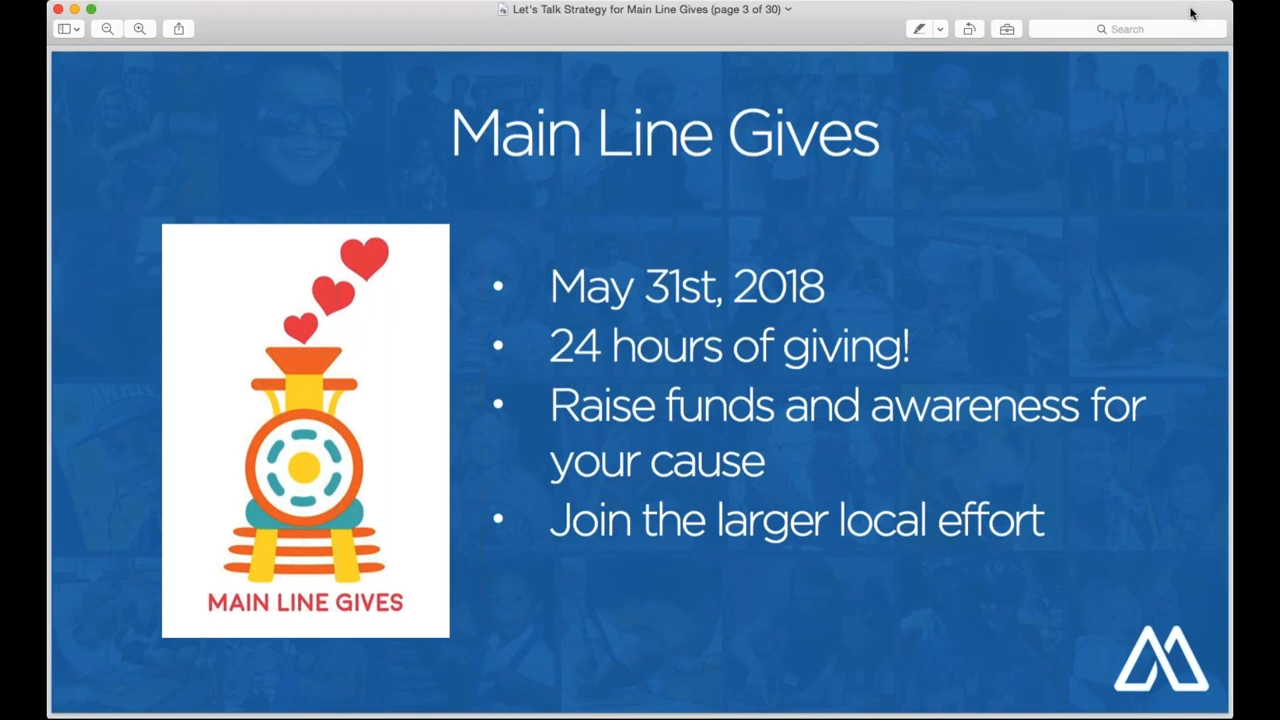 Let's Talk Strategy for Main Line Gives (page 3 of 30)
Search
Main Line Gives
• May 31st, 2018
• 24 hours of giving!
• Raise funds and awareness for
your cause
• Join the larger local effort
MAIN LINE GIVES